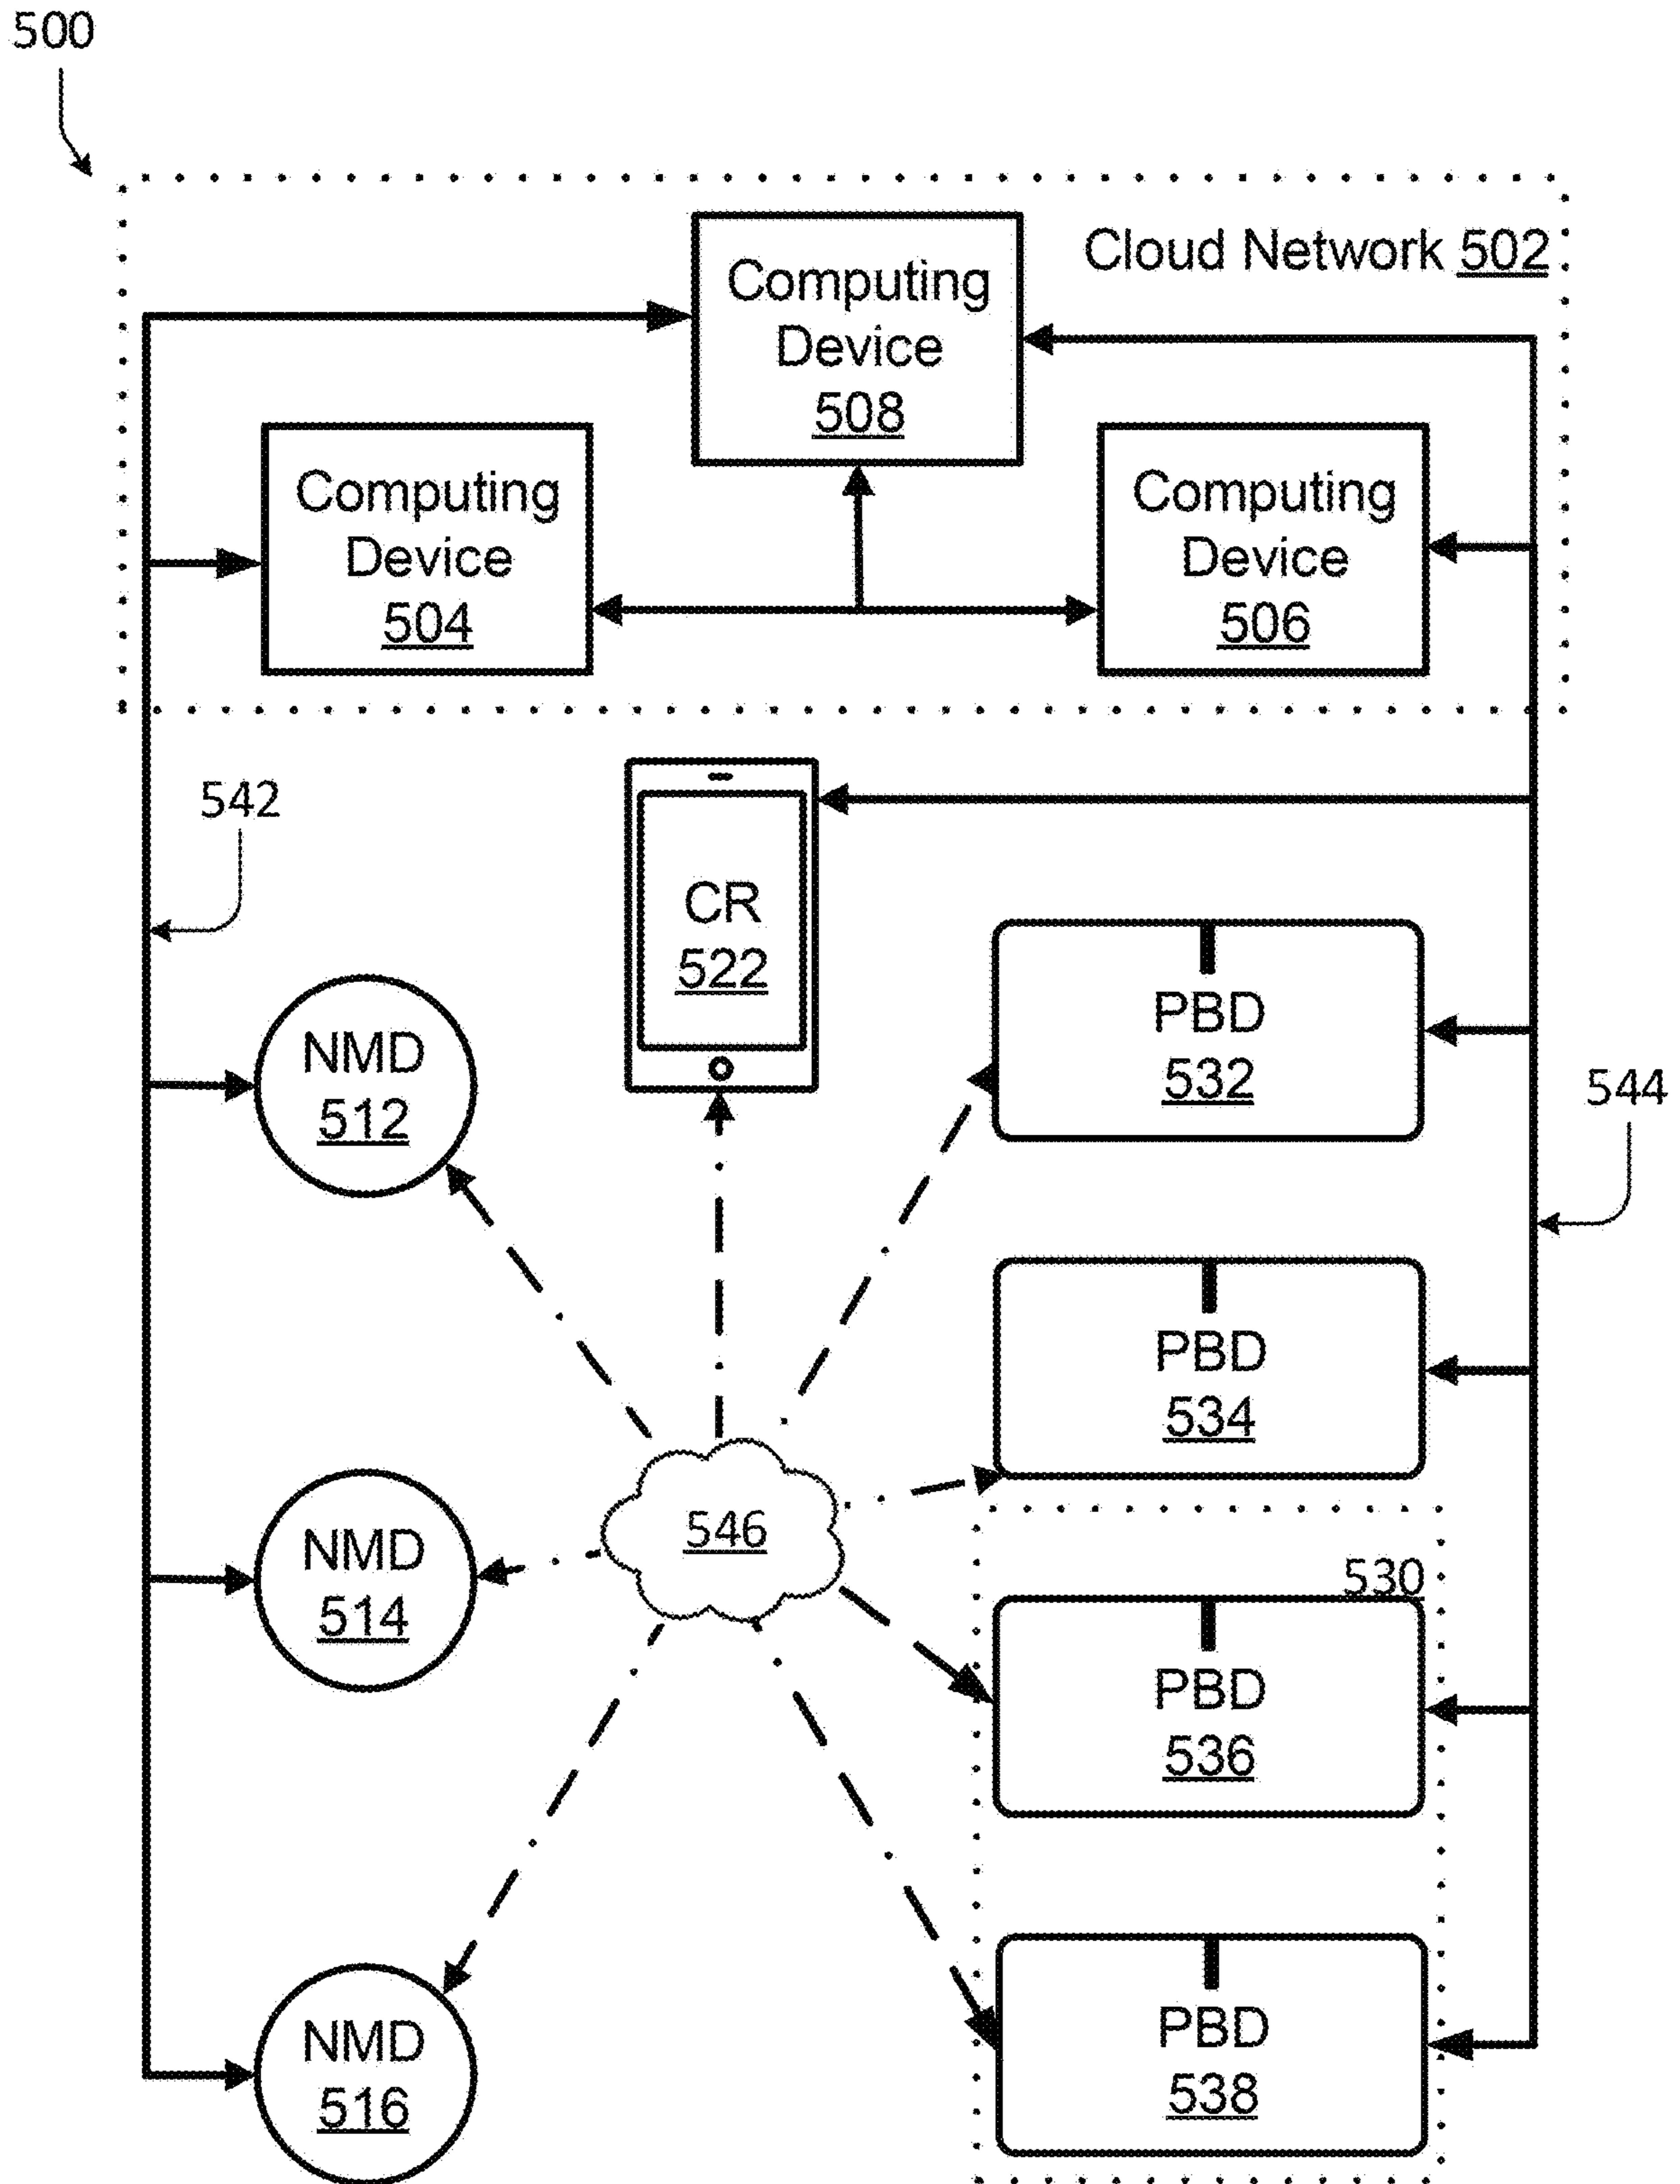 500
Cloud Network 502
Computing
Device
508
Computing
Device
504
Computing
Device
506
542
CR
522
NMD
512
PBD
532
544
PBD
534
546
NMD
514
530
PBD
536
NMD
516
PBD
538